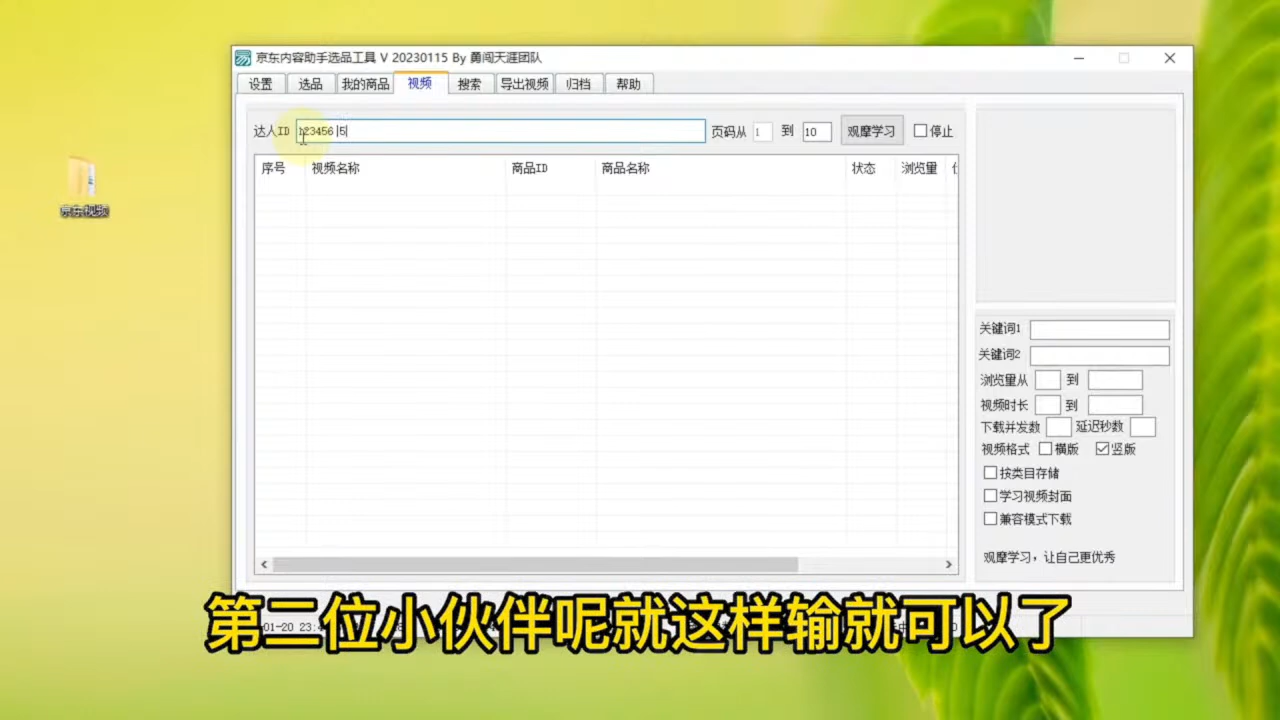 京东内容助手选品工具 V 20230115 By 勇闯天涯团队
设置 选品 我的商品 视频 搜索 导出视频 归档 帮助
达人ID 123456 |5| 页码从 1 到 10 观摩学习 停止
序号 视频名称 商品ID 商品名称 状态 浏览量
京东视频
关键词1
关键词2
浏览量从 到
视频时长 到
下载并发数 延迟秒数
视频格式 横版 竖版
按类目存储
学习视频封面
兼容模式下载
观摩学习，让自己更优秀
第二位小伙伴呢就这样输就可以了